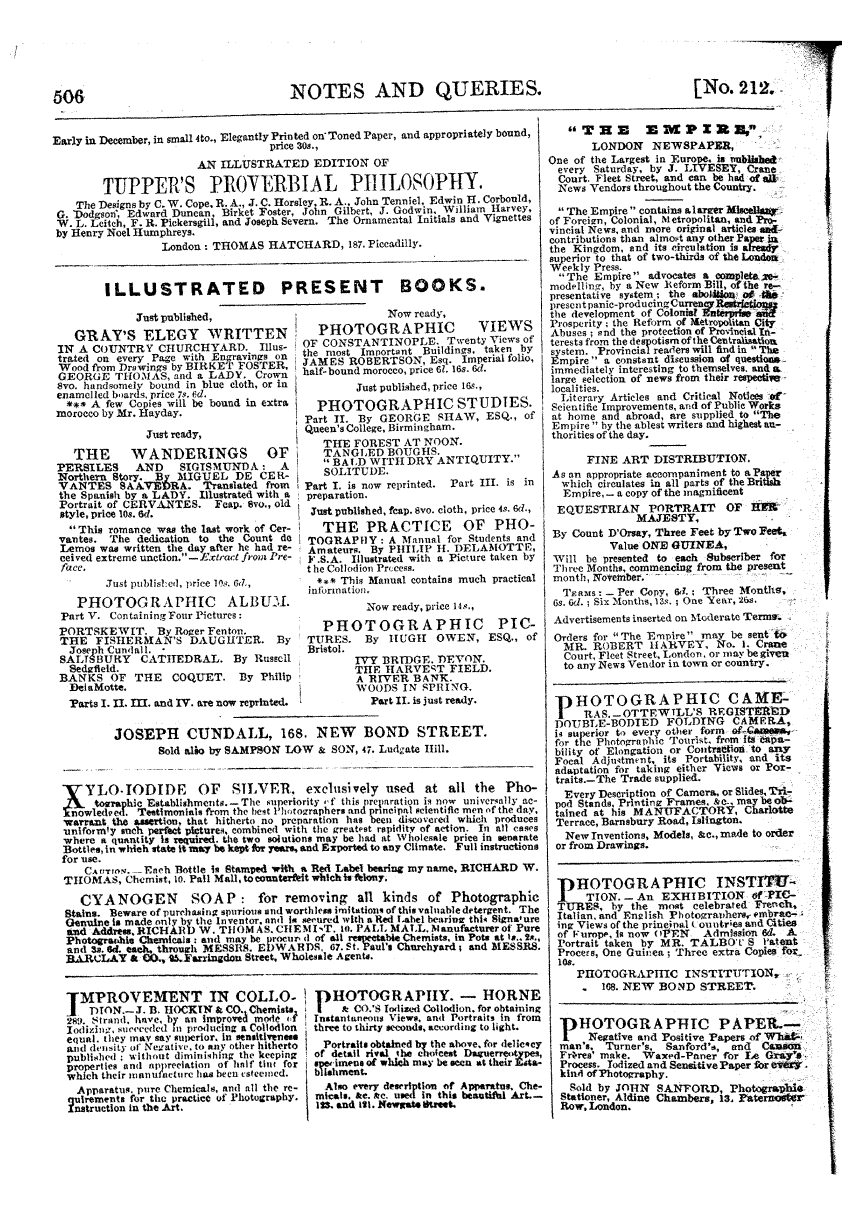 506
NOTES AND QUERIES.
[No. 212.
Early in December, in small 4to., Elegantly Printed on Toned Paper, and appropriately bound,
price 30s.,
AN ILLUSTRATED EDITION OF
TUPPER'S PROVERBIAL PHILOSOPHY.
The Designs by C. W. Cope, R. A., J. C. Horsley, R. A., John Tenniel, Edwin H. Corbould,
G. Dodgson, Edward Duncan, Birket Foster, John Gilbert, J. Godwin, William Harvey,
W. L. Leitch, F. R. Pickersgill, and Joseph Severn. The Ornamental Initials and Vignettes
by Henry Noel Humphreys.
London : THOMAS HATCHARD, 187. Piccadilly.
ILLUSTRATED PRESENT BOOKS.
Just published,
GRAY'S ELEGY WRITTEN
IN A COUNTRY CHURCHYARD. Illus-
trated on every Page with Engravings on
Wood from Drawings by BIRKET FOSTER,
GEORGE THOMAS, and a LADY. Crown
8vo. handsomely bound in blue cloth, or in
enamelled boards, price 7s. 6d.
*** A few Copies will be bound in extra
morocco by Mr. Hayday.
Just ready,
THE WANDERINGS OF
PERSILES AND SIGISMUNDA : A
Northern Story. By MIGUEL DE CER-
VANTES SAAVEDRA. Translated from
the Spanish by a LADY. Illustrated with a
Portrait of CERVANTES. Fcap. 8vo., old
style, price 10s. 6d.
"This romance was the last work of Cer-
vantes. The dedication to the Count de
Lemos was written the day after he had re-
ceived extreme unction."—Extract from Pre-
face.
Just published, price 10s. 6d.,
PHOTOGRAPHIC ALBUM.
Part V. Containing Four Pictures :
PORTSKEWIT. By Roger Fenton.
THE FISHERMAN'S DAUGHTER. By
Joseph Cundall.
SALISBURY CATHEDRAL. By Russell
Sedgfield.
BANKS OF THE COQUET. By Philip
DelaMotte.
Parts I. II. III. and IV. are now reprinted.
Now ready,
PHOTOGRAPHIC VIEWS
OF CONSTANTINOPLE. Twenty Views of
the most Important Buildings, taken by
JAMES ROBERTSON, Esq. Imperial folio,
half-bound morocco, price 6l. 16s. 6d.
Just published, price 16s.,
PHOTOGRAPHIC STUDIES.
Part II. By GEORGE SHAW, ESQ., of
Queen's College, Birmingham.
THE FOREST AT NOON.
TANGLED BOUGHS.
"BALD WITH DRY ANTIQUITY."
SOLITUDE.
Part I. is now reprinted. Part III. is in
preparation.
Just published, fcap. 8vo. cloth, price 4s. 6d.,
THE PRACTICE OF PHO-
TOGRAPHY : A Manual for Students and
Amateurs. By PHILIP H. DELAMOTTE,
F.S.A. Illustrated with a Picture taken by
the Collodion Process.
*** This Manual contains much practical
information.
Now ready, price 14s.,
PHOTOGRAPHIC PIC-
TURES. By HUGH OWEN, ESQ., of
Bristol.
IVY BRIDGE, DEVON.
THE HARVEST FIELD.
A RIVER BANK.
WOODS IN SPRING.
Part II. is just ready.
JOSEPH CUNDALL, 168. NEW BOND STREET.
Sold also by SAMPSON LOW & SON, 47. Ludgate Hill.
XYLO-IODIDE OF SILVER, exclusively used at all the Pho-
tographic Establishments.—The superiority of this preparation is now universally ac-
knowledged. Testimonials from the best Photographers and principal scientific men of the day,
warrant the assertion, that hitherto no preparation has been discovered which produces
uniformly such perfect pictures, combined with the greatest rapidity of action. In all cases
where a quantity is required, the two solutions may be had at Wholesale price in separate
Bottles, in which state it may be kept for years, and Exported to any Climate. Full instructions
for use.
CAUTION.—Each Bottle is Stamped with a Red Label bearing my name, RICHARD W.
THOMAS, Chemist, 10. Pall Mall, to counterfeit which is felony.
CYANOGEN SOAP : for removing all kinds of Photographic
Stains. Beware of purchasing spurious and worthless imitations of this valuable detergent. The
Genuine is made only by the Inventor, and is secured with a Red Label bearing this Signature
and Address, RICHARD W. THOMAS, CHEMIST, 10. PALL MALL, Manufacturer of Pure
Photographic Chemicals : and may be procured of all respectable Chemists, in Pots at 1s., 2s.,
and 3s. 6d. each, through MESSRS. EDWARDS, 67. St. Paul's Churchyard ; and MESSRS.
BARCLAY & CO., 95. Farringdon Street, Wholesale Agents.
IMPROVEMENT IN COLLO-
DION.—J. B. HOCKIN & CO., Chemists,
289. Strand, have, by an improved mode of
Iodizing, succeeded in producing a Collodion
equal, they may say superior, in sensitiveness
and density of Negative, to any other hitherto
published ; without diminishing the keeping
properties and appreciation of half tint for
which their manufacture has been esteemed.
Apparatus, pure Chemicals, and all the re-
quirements for the practice of Photography.
Instruction in the Art.
PHOTOGRAPHY. — HORNE
& CO.'S Iodized Collodion, for obtaining
Instantaneous Views, and Portraits in from
three to thirty seconds, according to light.
Portraits obtained by the above, for delicacy
of detail rival the choicest Daguerreotypes,
specimens of which may be seen at their Esta-
blishment.
Also every description of Apparatus, Che-
micals, &c. &c. used in this beautiful Art.—
123. and 121. Newgate Street.
"THE EMPIRE,"
LONDON NEWSPAPER,
One of the Largest in Europe, is published
every Saturday, by J. LIVESEY, Crane
Court, Fleet Street, and can be had of all
News Vendors throughout the Country.
"The Empire" contains a larger Miscellany
of Foreign, Colonial, Metropolitan, and Pro-
vincial News, and more original articles and
contributions than almost any other Paper in
the Kingdom, and its circulation is already
superior to that of two-thirds of the London
Weekly Press.
"The Empire" advocates a complete re-
modelling, by a New Reform Bill, of the re-
presentative system ; the abolition of the
present panic-producing Currency Restrictions;
the development of Colonial Enterprise and
Prosperity ; the Reform of Metropolitan City
Abuses ; and the protection of Provincial In-
terests from the despotism of the Centralisation
system. Provincial readers will find in "The
Empire" a constant discussion of questions
immediately interesting to themselves, and a
large selection of news from their respective
localities.
Literary Articles and Critical Notices of
Scientific Improvements, and of Public Works
at home and abroad, are supplied to "The
Empire" by the ablest writers and highest au-
thorities of the day.
FINE ART DISTRIBUTION.
As an appropriate accompaniment to a Paper
which circulates in all parts of the British
Empire, — a copy of the magnificent
EQUESTRIAN PORTRAIT OF HER
MAJESTY,
By Count D'Orsay, Three Feet by Two Feet,
Value ONE GUINEA,
Will be presented to each Subscriber for
Three Months, commencing from the present
month, November.
TERMS : — Per Copy, 6d. ; Three Months,
6s. 6d. ; Six Months, 13s. ; One Year, 26s.
Advertisements inserted on Moderate Terms.
Orders for "The Empire" may be sent to
MR. ROBERT HARVEY, No. 1. Crane
Court, Fleet Street, London, or may be given
to any News Vendor in town or country.
PHOTOGRAPHIC CAME-
RAS.—OTTEWILL'S REGISTERED
DOUBLE-BODIED FOLDING CAMERA,
is superior to every other form of Camera,
for the Photographic Tourist, from its capa-
bility of Elongation or Contraction to any
Focal Adjustment, its Portability, and its
adaptation for taking either Views or Por-
traits.—The Trade supplied.
Every Description of Camera, or Slides, Tri-
pod Stands, Printing Frames, &c., may be ob-
tained at his MANUFACTORY, Charlotte
Terrace, Barnsbury Road, Islington.
New Inventions, Models, &c., made to order
or from Drawings.
PHOTOGRAPHIC INSTITU-
TION. — An EXHIBITION of PIC-
TURES, by the most celebrated French,
Italian, and English Photographers, embrac-
ing Views of the principal Countries and Cities
of Europe, is now OPEN. Admission 6d. A
Portrait taken by MR. TALBOT'S Patent
Process, One Guinea ; Three extra Copies for
10s.
PHOTOGRAPHIC INSTITUTION,
168. NEW BOND STREET.
PHOTOGRAPHIC PAPER.—
Negative and Positive Papers of What-
man's, Turner's, Sanford's, and Canson
Frères' make. Waxed-Paper for Le Gray's
Process. Iodized and Sensitive Paper for every
kind of Photography.
Sold by JOHN SANFORD, Photographic
Stationer, Aldine Chambers, 13. Paternoster
Row, London.